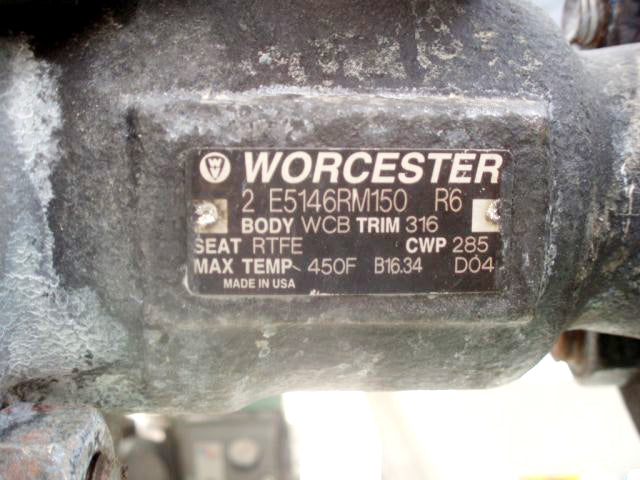 WORCESTER
2 E5146RM150 R6
BODY WCB TRIM 316
SEAT RTFE CWP 285
MAX TEMP 450F B16.34 D04
MADE IN USA